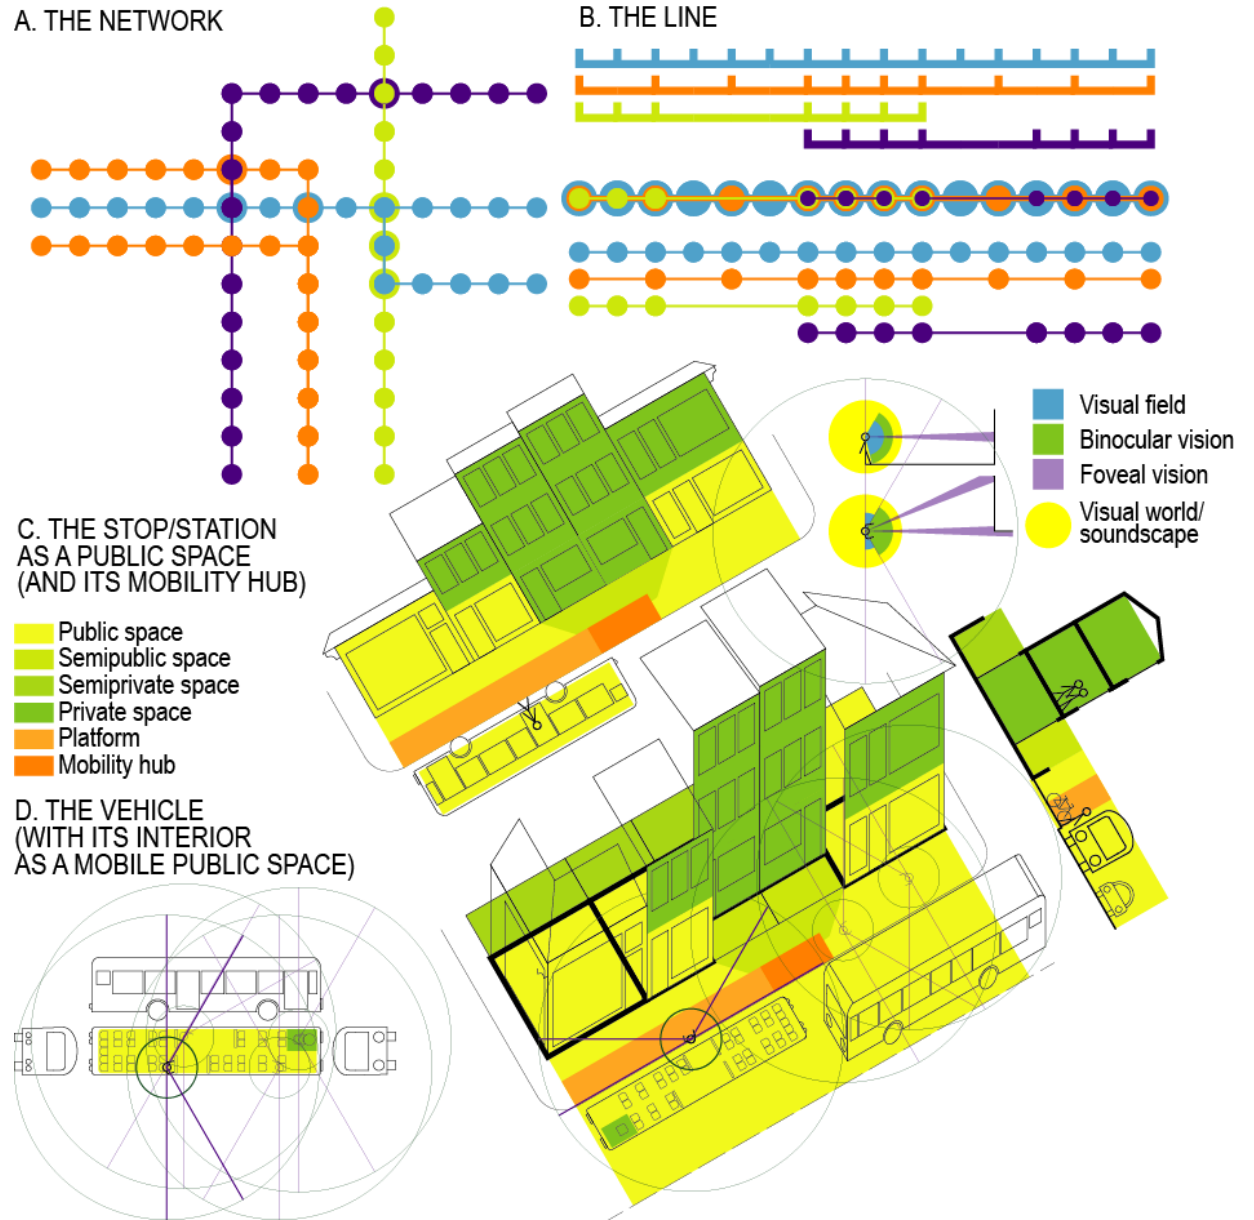 A. THE NETWORK
B. THE LINE
Visual field
Binocular vision
Foveal vision
Visual world/
soundscape
C. THE STOP/STATION
AS A PUBLIC SPACE
(AND ITS MOBILITY HUB)
Public space
Semipublic space
Semiprivate space
Private space
Platform
Mobility hub
D. THE VEHICLE
(WITH ITS INTERIOR
AS A MOBILE PUBLIC SPACE)